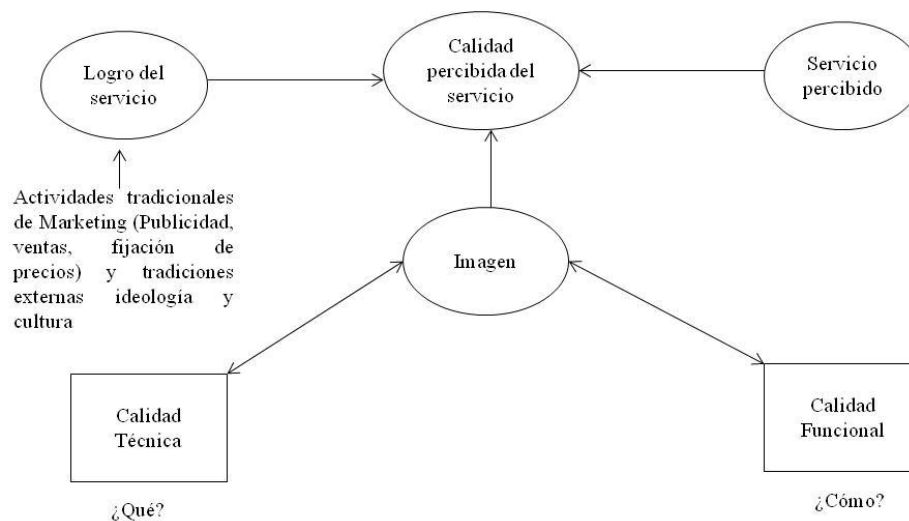 Logro del
servicio
Calidad
percibida del
servicio
Servicio
percibido
Actividades tradicionales
de Marketing (Publicidad,
ventas, fijación de
precios) y tradiciones
externas ideología y
cultura
Imagen
Calidad
Técnica
Calidad
Funcional
¿Qué?
¿Cómo?